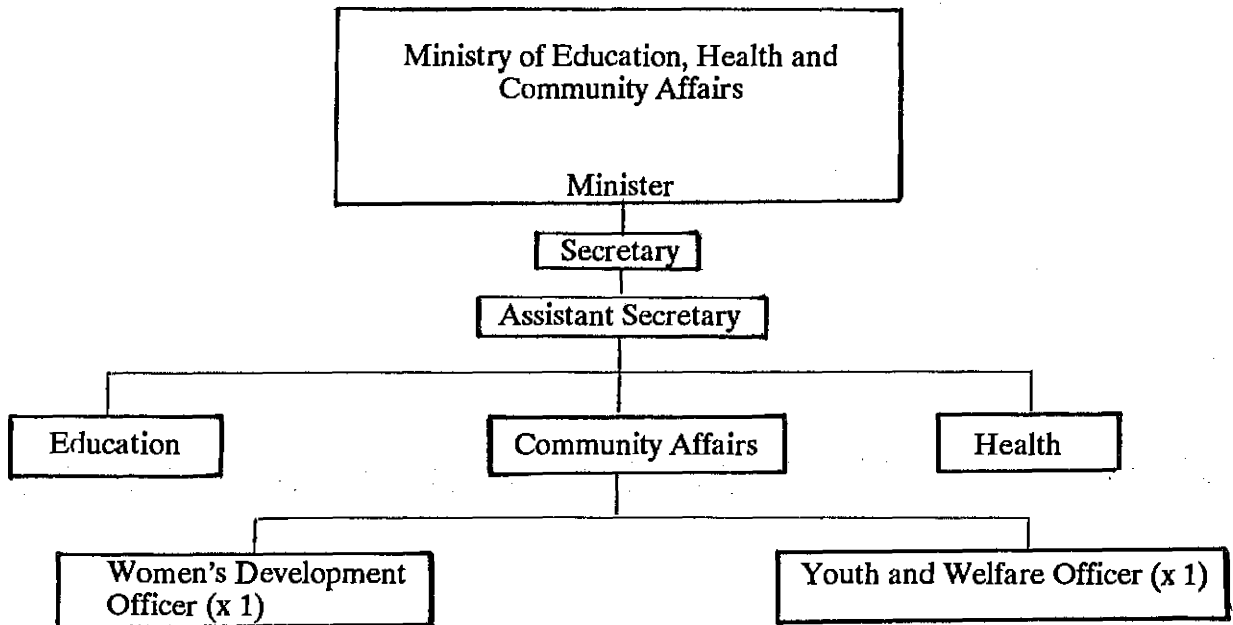 Ministry of Education, Health and
Community Affairs
Minister
Secretary
Assistant Secretary
Education
Community Affairs
Health
Women's Development
Officer (x 1)
Youth and Welfare Officer (x 1)